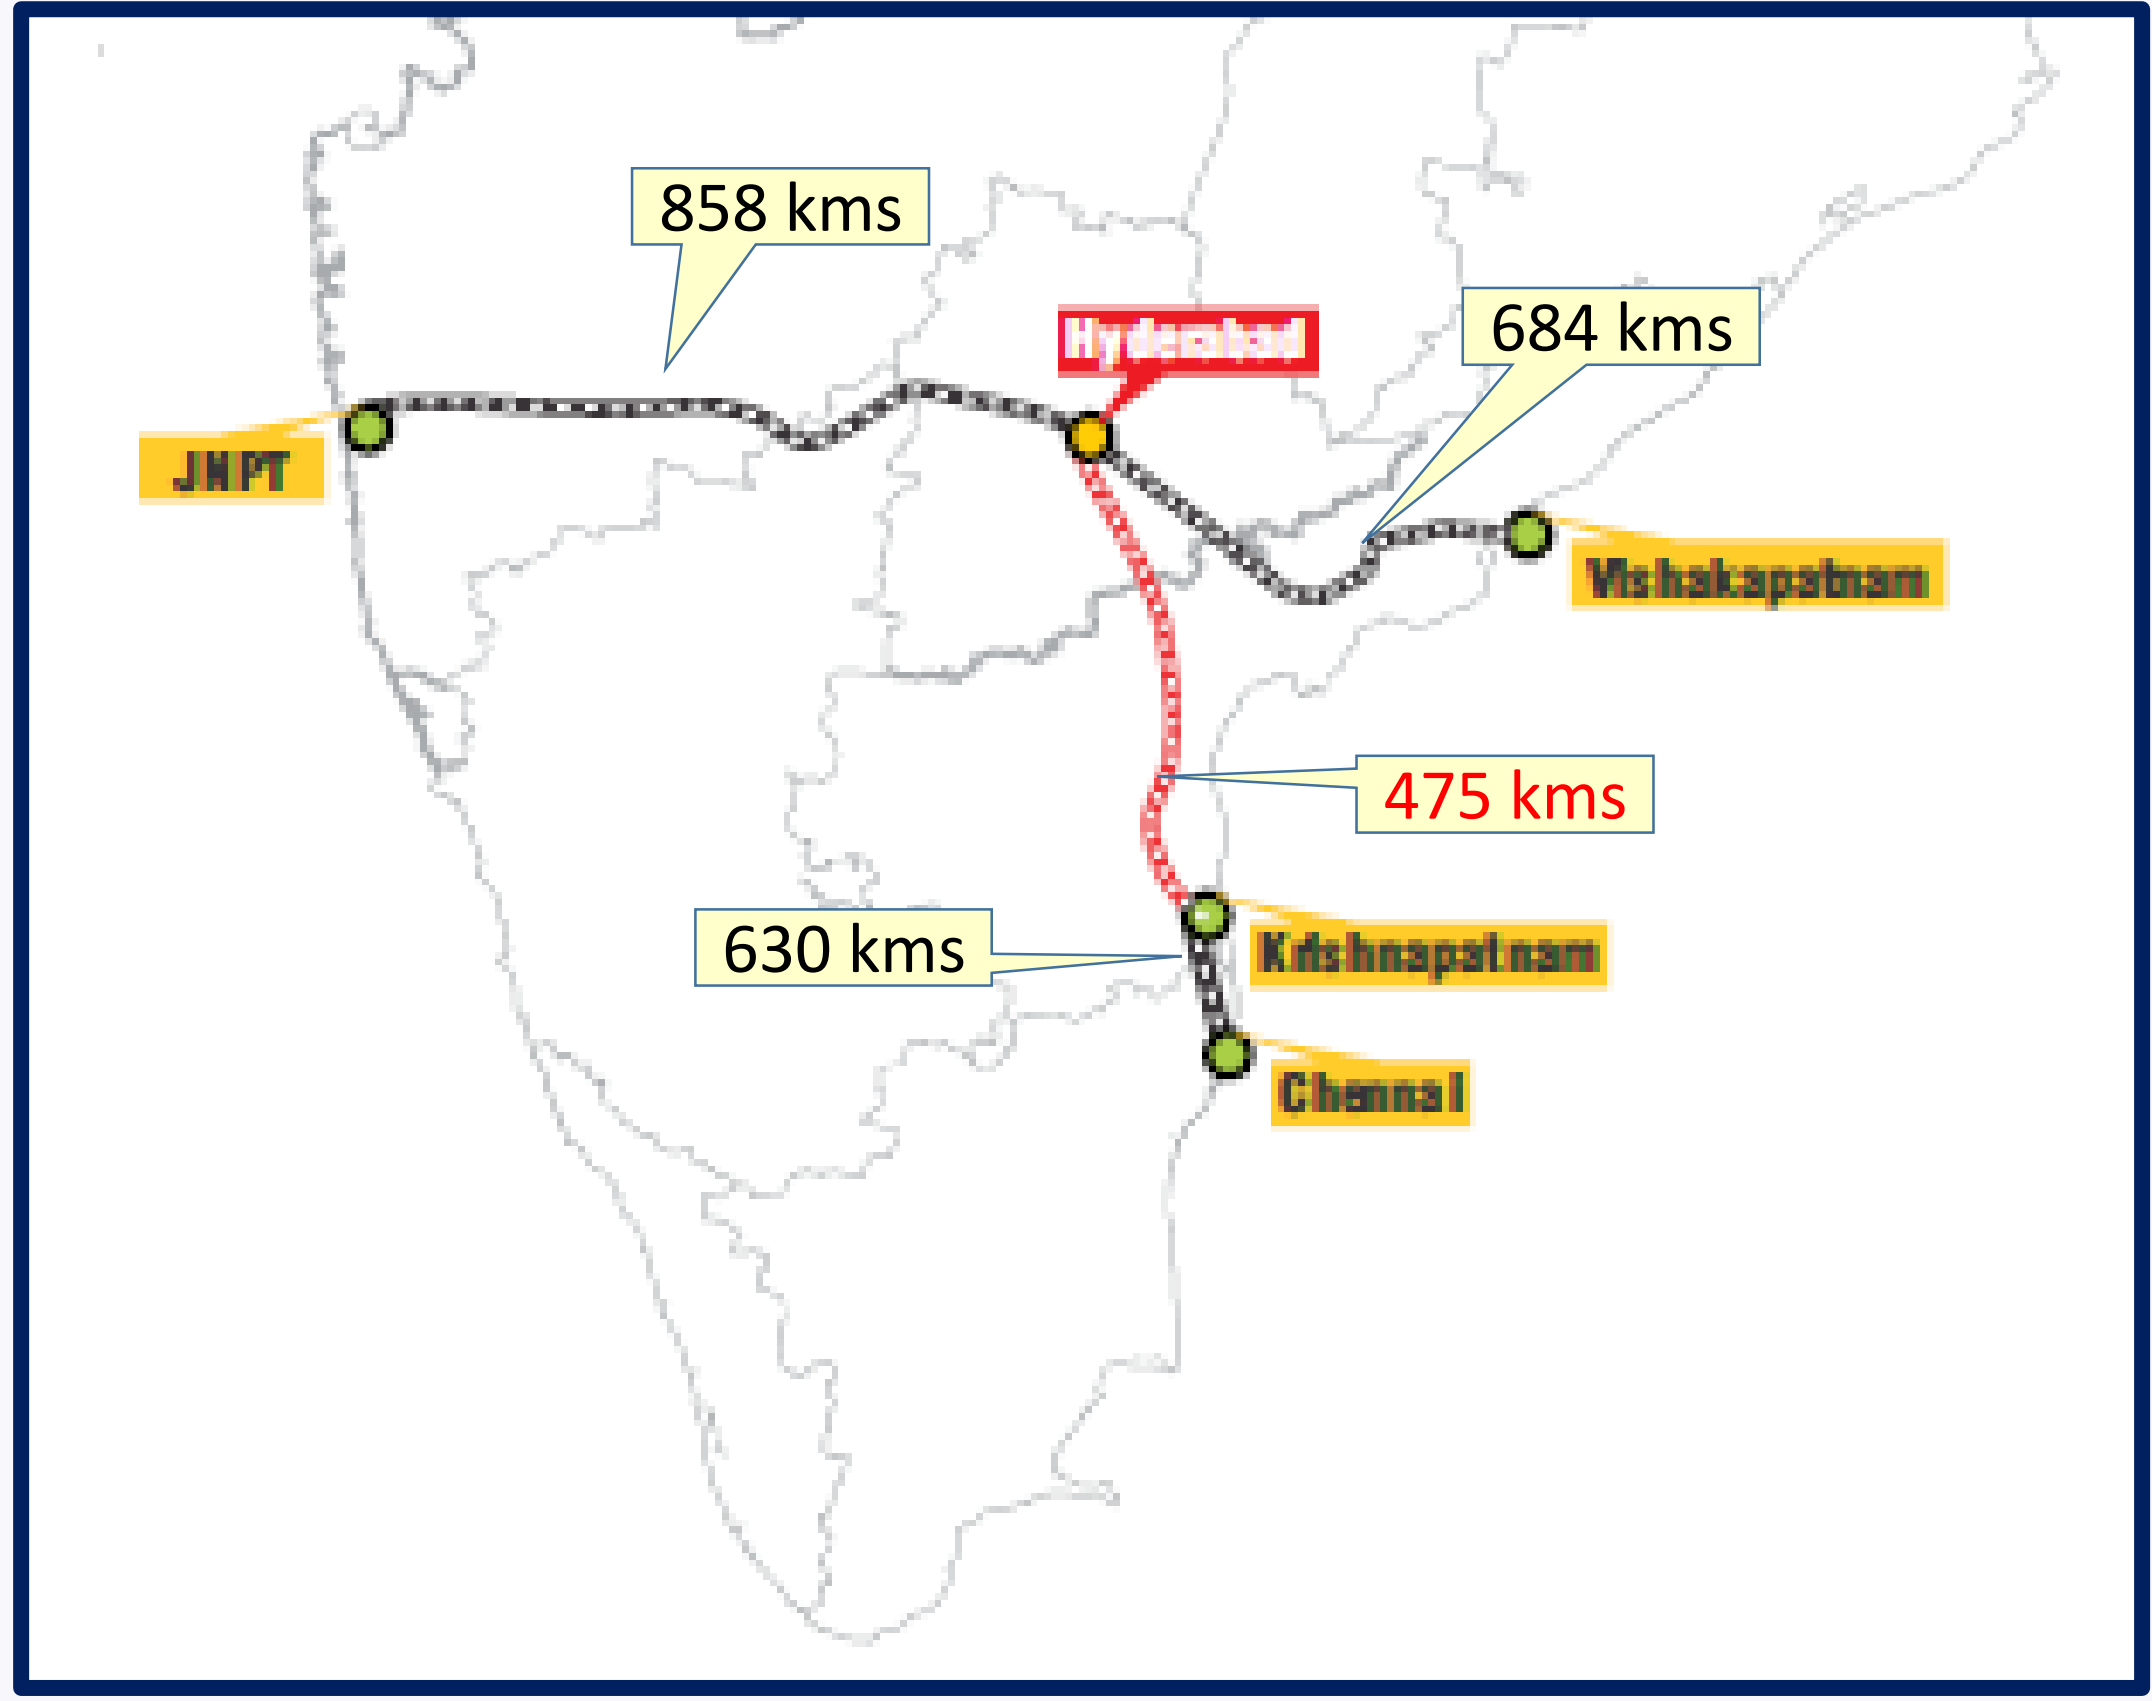 858 kms
Hyderabad
684 kms
JNPT
Vishakapatnam
475 kms
630 kms
Krishnapatnam
Chennai